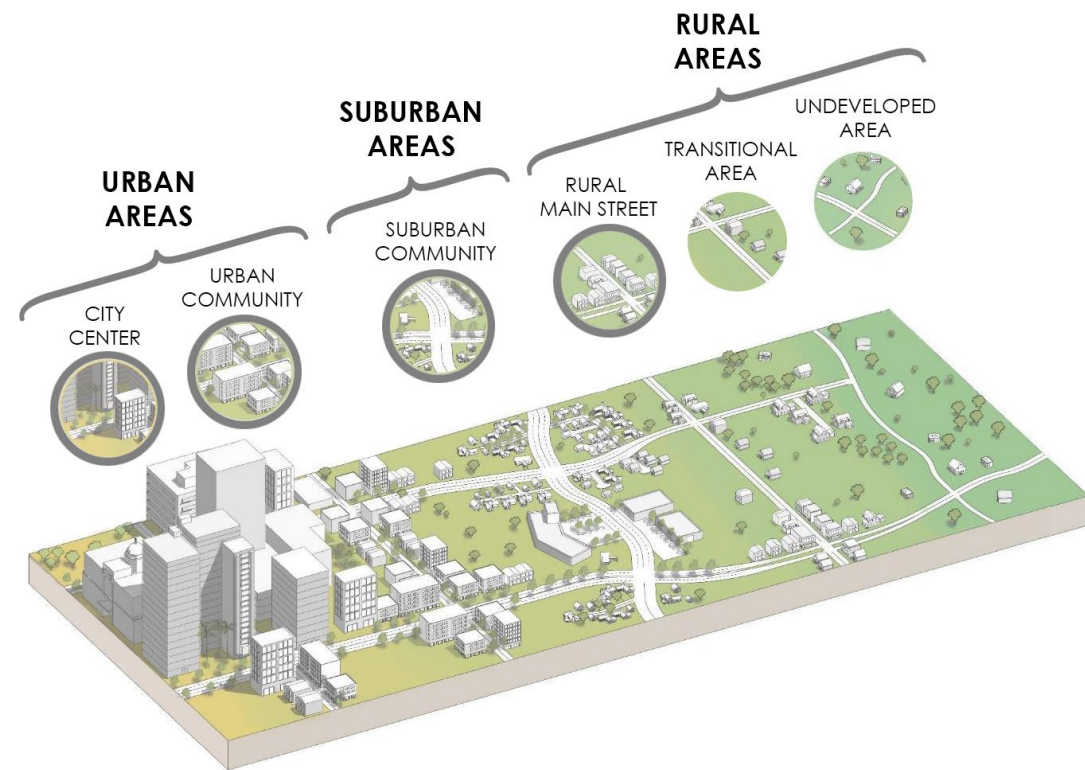 URBAN
AREAS
CITY
CENTER
URBAN
COMMUNITY
SUBURBAN
AREAS
SUBURBAN
COMMUNITY
RURAL
AREAS
RURAL
MAIN STREET
TRANSITIONAL
AREA
UNDEVELOPED
AREA